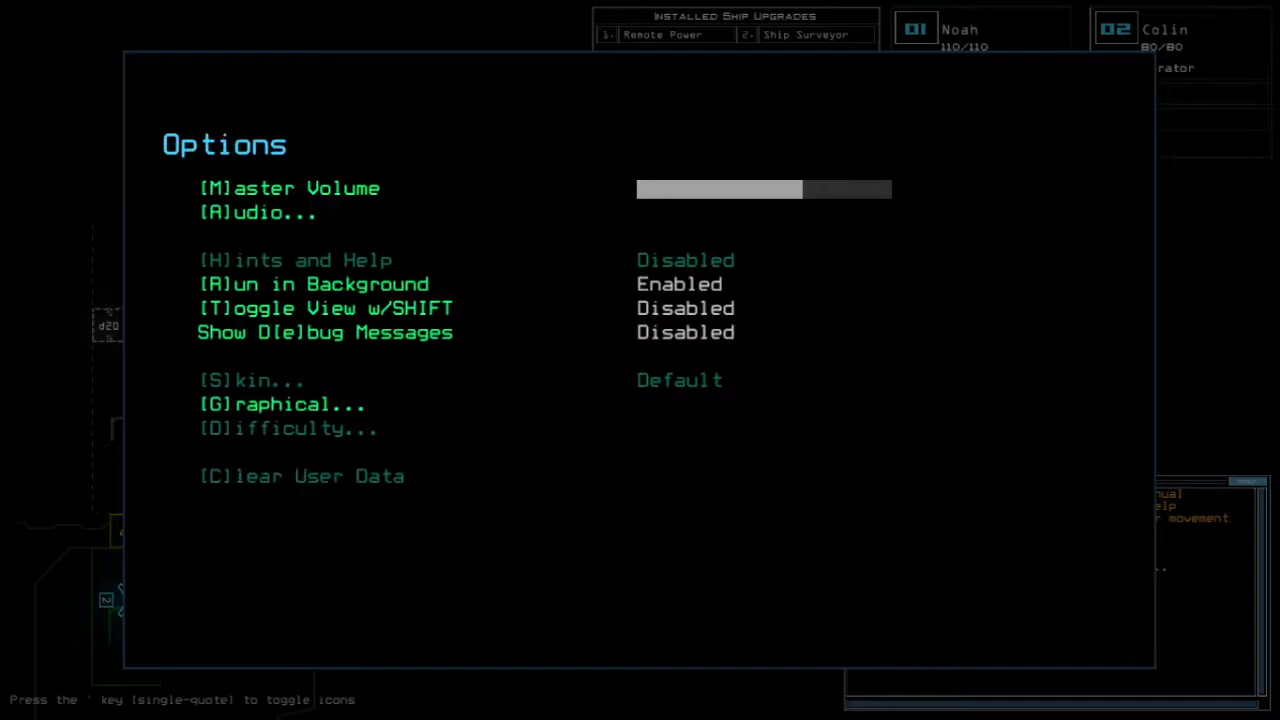 Installed Ship Upgrades
1. Remote Power 2. Ship Surveyor
01 Noah
110/110
02 Colin
80/80
rator
Options
[M]aster Volume
[A]udio...
[H]ints and Help Disabled
[A]un in Background Enabled
[T]oggle View w/SHIFT Disabled
Show D[e]bug Messages Disabled
[S]kin... Default
[G]raphical...
[D]ifficulty...
[C]lear User Data
d20
2
nual
elp
r movement
..
Press the ' key (single-quote) to toggle icons